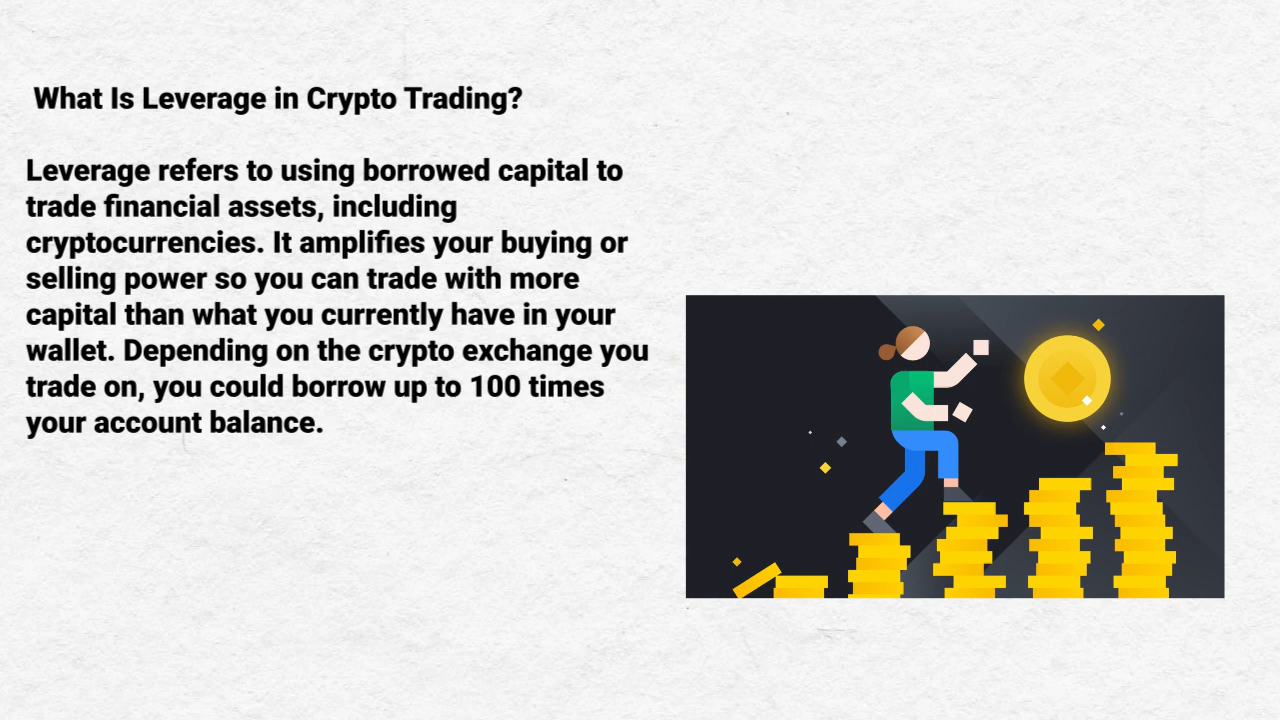 What Is Leverage in Crypto Trading?
Leverage refers to using borrowed capital to
trade financial assets, including
cryptocurrencies. It amplifies your buying or
selling power so you can trade with more
capital than what you currently have in your
wallet. Depending on the crypto exchange you
trade on, you could borrow up to 100 times
your account balance.